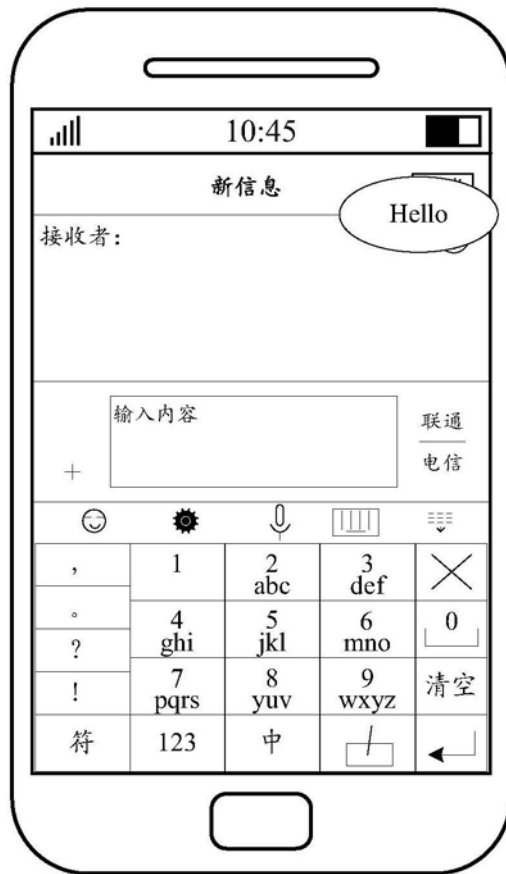 10:45
新信息
Hello
接收者：
输入内容
联通
电信
， 1 2 3
abc def
。 4 5 6 0
ghi jkl mno
？
！ 7 8 9 清空
pqrs yuv wxyz
符 123 中